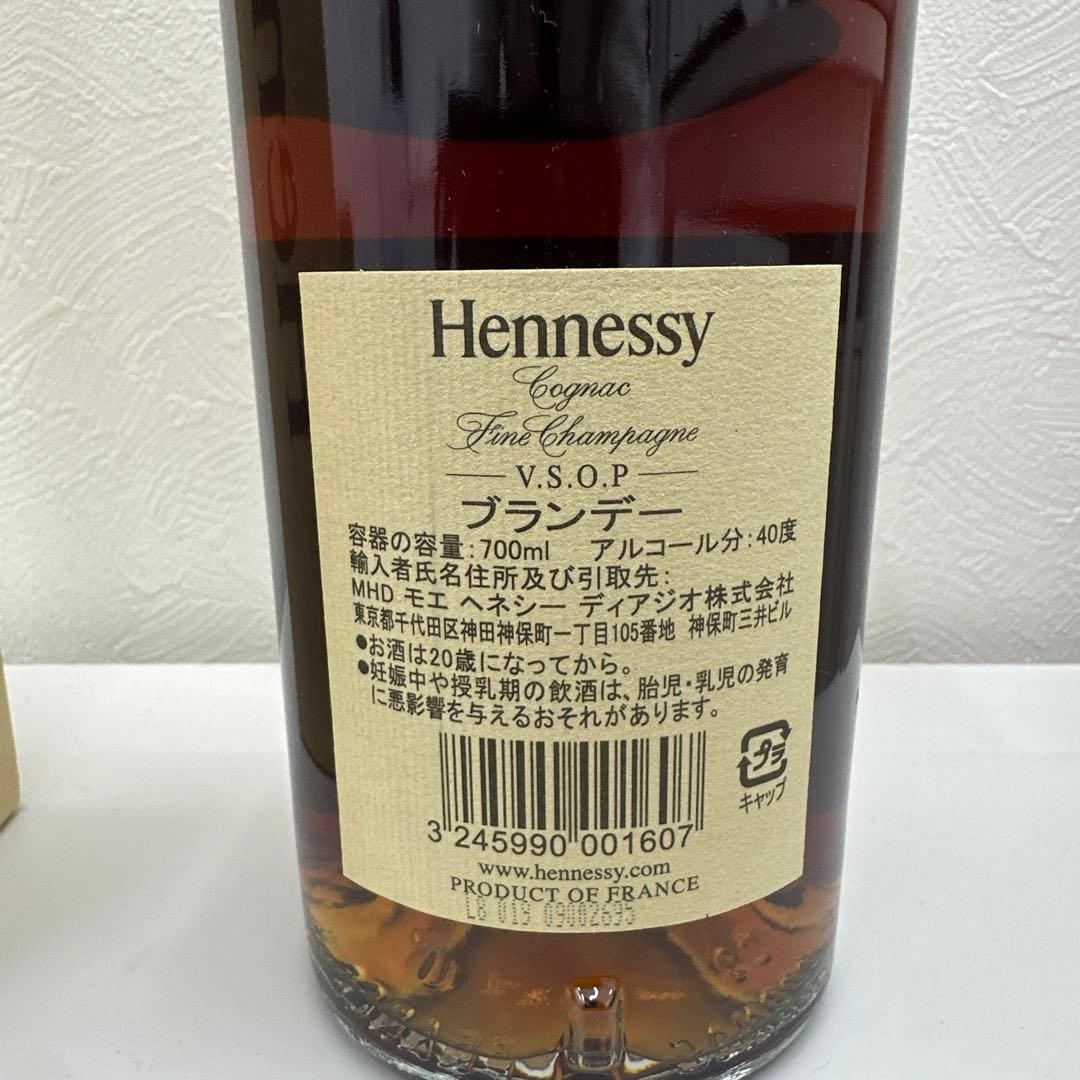 Hennessy
Cognac
Fine Champagne
V.S.O.P
ブランデー
容器の容量:700ml アルコール分:40度
輸入者氏名住所及び引取先:
MHD モエ ヘネシー ディアジオ株式会社
東京都千代田区神田神保町一丁目105番地 神保町三井ビル
●お酒は20歳になってから。
●妊娠中や授乳期の飲酒は、胎児・乳児の発育
に悪影響を与えるおそれがあります。
プラ
キャップ
3 245990 001607
www.hennessy.com
PRODUCT OF FRANCE
L8 019 09002695